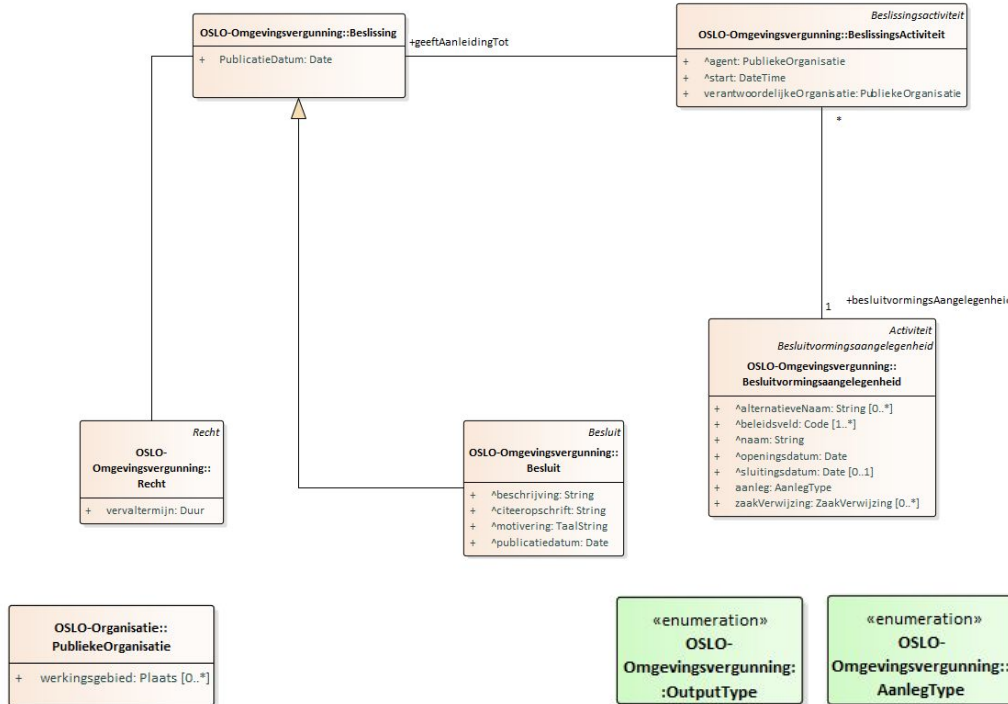 OSLO-Omgevingsvergunning::Beslissing
+ PublicatieDatum: Date
+geeftAanleidingTot
Beslissingsactiviteit
OSLO-Omgevingsvergunning::BeslissingsActiviteit
+ ^agent: PubliekeOrganisatie
+ ^start: DateTime
+ verantwoordelijkeOrganisatie: PubliekeOrganisatie
*
1
+besluitvormingsAangelegenheid
Activiteit
Besluitvormingsaangelegenheid
OSLO-Omgevingsvergunning::
Besluitvormingsaangelegenheid
+ ^alternatieveNaam: String [0..*]
+ ^beleidsveld: Code [1..*]
+ ^naam: String
+ ^openingsdatum: Date
+ ^sluitingsdatum: Date [0..1]
+ aanleg: AanlegType
+ zaakVerwijzing: ZaakVerwijzing [0..*]
Recht
OSLO-
Omgevingsvergunning::
Recht
+ vervaltermijn: Duur
Besluit
OSLO-Omgevingsvergunning::
Besluit
+ ^beschrijving: String
+ ^citeeropschrift: String
+ ^motivering: TaalString
+ ^publicatiedatum: Date
OSLO-Organisatie::
PubliekeOrganisatie
+ werkingsgebied: Plaats [0..*]
«enumeration»
OSLO-
Omgevingsvergunning:
:OutputType
«enumeration»
OSLO-
Omgevingsvergunning::
AanlegType